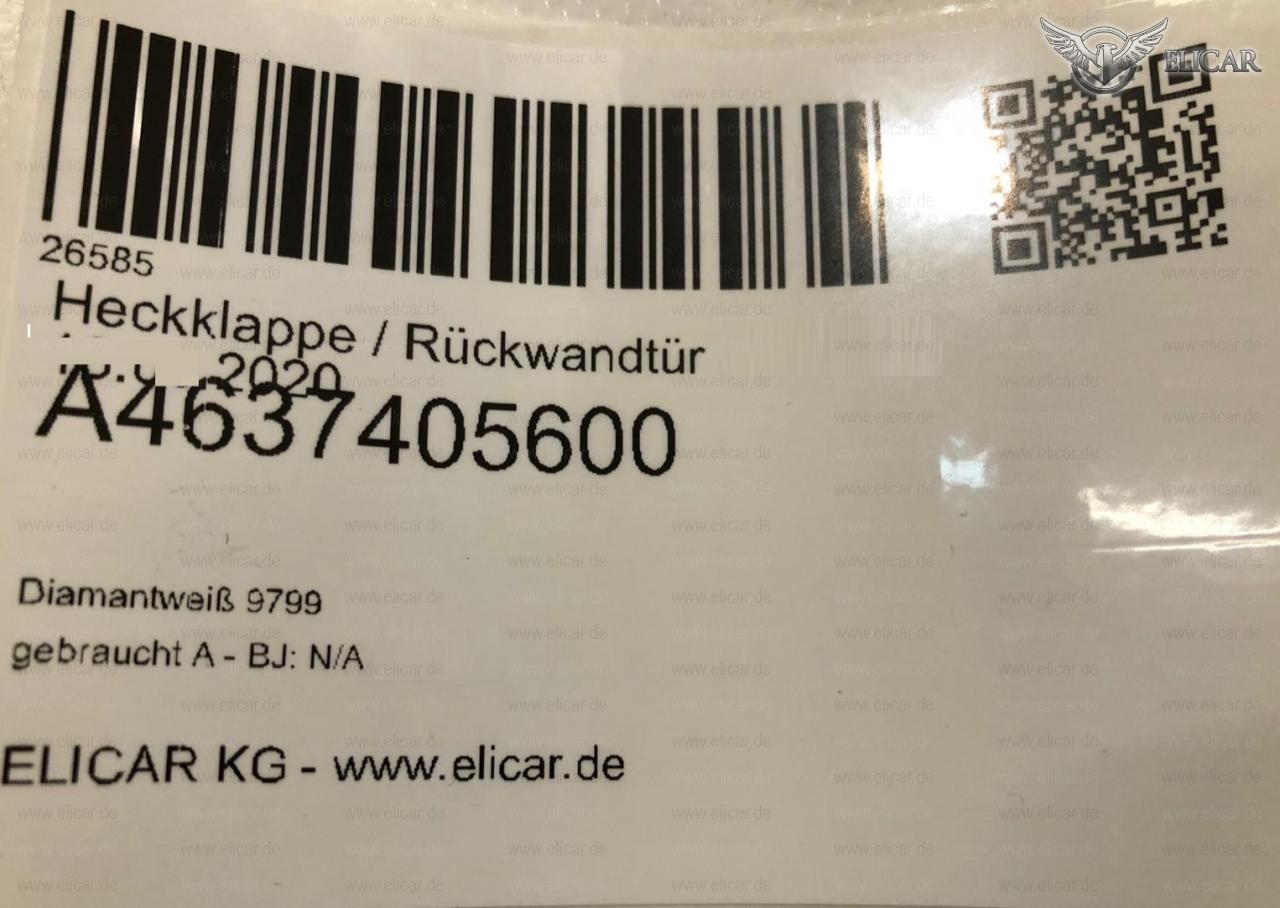 ELICAR
26585
Heckklappe / Rückwandtür
2020
A4637405600
Diamantweiß 9799
gebraucht A - BJ: N/A
ELICAR KG - www.elicar.de